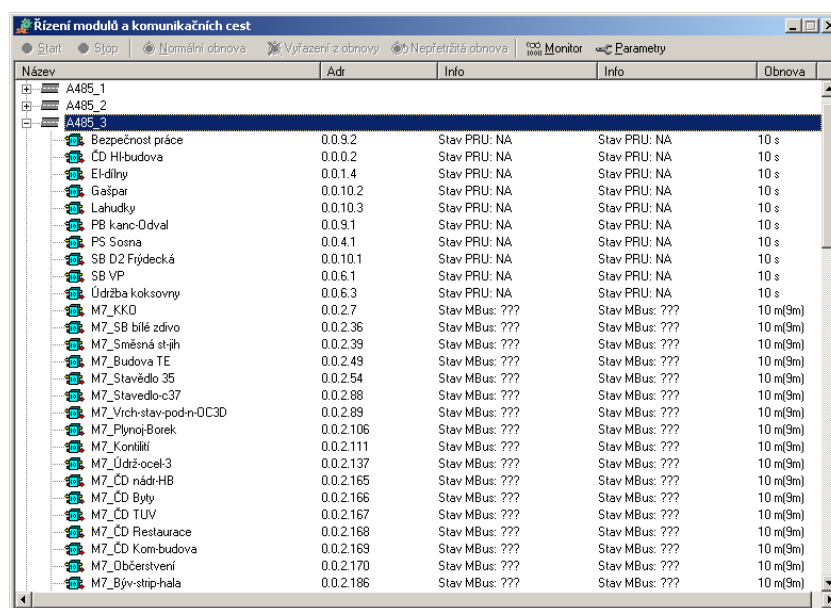 Řízení modulů a komunikačních cest
Start Stop Normální obnova Vyřazení z obnovy Nepřetržitá obnova Monitor Parametry
Název Adr Info Info Obnova
A485_1
A485_2
A485_3
Bezpečnost práce 0.0.9.2 Stav PRU: NA Stav PRU: NA 10 s
ČD HI-budova 0.0.0.2 Stav PRU: NA Stav PRU: NA 10 s
El-dílny 0.0.1.4 Stav PRU: NA Stav PRU: NA 10 s
Gašpar 0.0.10.2 Stav PRU: NA Stav PRU: NA 10 s
Lahudky 0.0.10.3 Stav PRU: NA Stav PRU: NA 10 s
PB kanc-Odval 0.0.9.1 Stav PRU: NA Stav PRU: NA 10 s
PS Sosna 0.0.4.1 Stav PRU: NA Stav PRU: NA 10 s
SB D2 Frýdecká 0.0.10.1 Stav PRU: NA Stav PRU: NA 10 s
SB VP 0.0.6.1 Stav PRU: NA Stav PRU: NA 10 s
Údržba koksovny 0.0.6.3 Stav PRU: NA Stav PRU: NA 10 s
M7_KKO 0.0.2.7 Stav MBus: ??? Stav MBus: ??? 10 m(9m)
M7_SB bílé zdivo 0.0.2.36 Stav MBus: ??? Stav MBus: ??? 10 m(9m)
M7_Směsná st-jih 0.0.2.39 Stav MBus: ??? Stav MBus: ??? 10 m(9m)
M7_Budova TE 0.0.2.49 Stav MBus: ??? Stav MBus: ??? 10 m(9m)
M7_Stavědlo 35 0.0.2.54 Stav MBus: ??? Stav MBus: ??? 10 m(9m)
M7_Stavedlo-c37 0.0.2.88 Stav MBus: ??? Stav MBus: ??? 10 m(9m)
M7_Vrch-stav-pod-n-OC3D 0.0.2.89 Stav MBus: ??? Stav MBus: ??? 10 m(9m)
M7_Plynoj-Borek 0.0.2.106 Stav MBus: ??? Stav MBus: ??? 10 m(9m)
M7_Kontilití 0.0.2.111 Stav MBus: ??? Stav MBus: ??? 10 m(9m)
M7_Údrž-ocel-3 0.0.2.137 Stav MBus: ??? Stav MBus: ??? 10 m(9m)
M7_ČD nádr-HB 0.0.2.165 Stav MBus: ??? Stav MBus: ??? 10 m(9m)
M7_ČD Byty 0.0.2.166 Stav MBus: ??? Stav MBus: ??? 10 m(9m)
M7_ČD TUV 0.0.2.167 Stav MBus: ??? Stav MBus: ??? 10 m(9m)
M7_ČD Restaurace 0.0.2.168 Stav MBus: ??? Stav MBus: ??? 10 m(9m)
M7_ČD Kom-budova 0.0.2.169 Stav MBus: ??? Stav MBus: ??? 10 m(9m)
M7_Občerstvení 0.0.2.170 Stav MBus: ??? Stav MBus: ??? 10 m(9m)
M7_Býv-strip-hala 0.0.2.186 Stav MBus: ??? Stav MBus: ??? 10 m(9m)